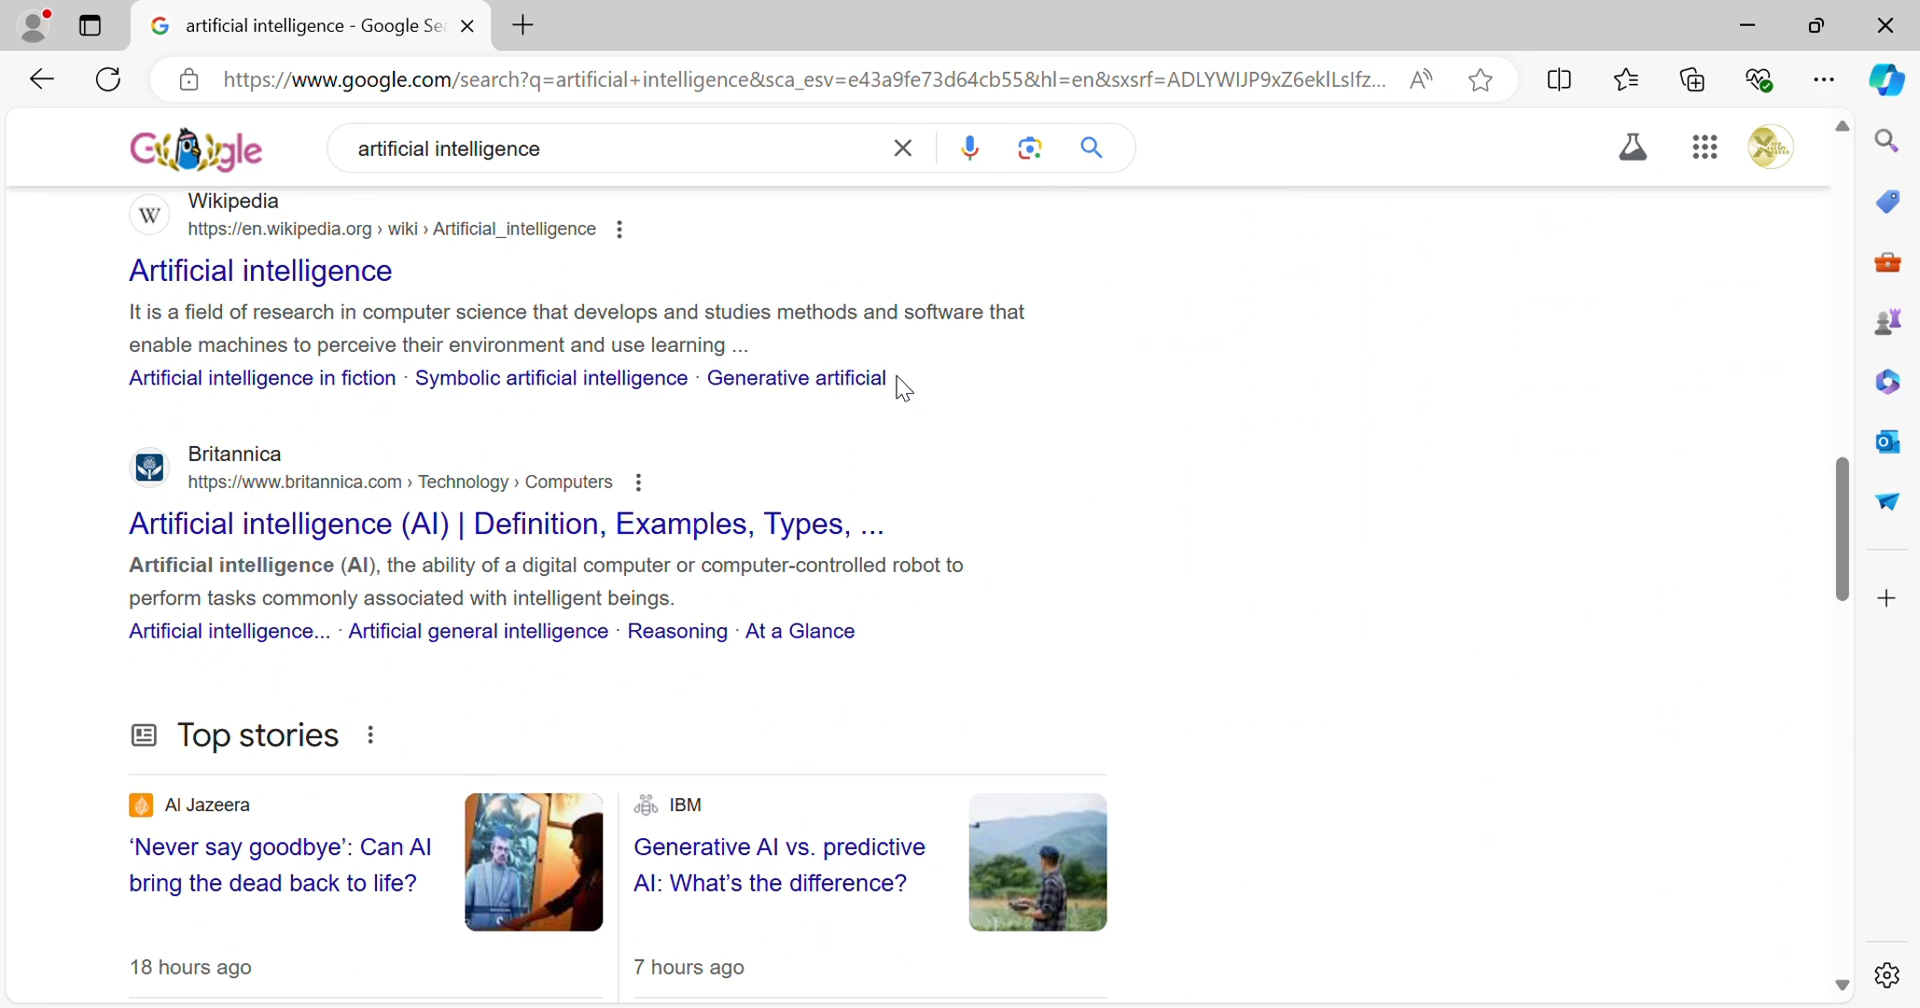 artificial intelligence - Google Se
https://www.google.com/search?q=artificial+intelligence&sca_esv=e43a9fe73d64cb55&hl=en&sxsrf=ADLYWIJP9xZ6ekILsIfz...
Google
artificial intelligence
W
Wikipedia
https://en.wikipedia.org › wiki › Artificial_intelligence
Artificial intelligence
It is a field of research in computer science that develops and studies methods and software that
enable machines to perceive their environment and use learning ...
Artificial intelligence in fiction · Symbolic artificial intelligence · Generative artificial
Britannica
https://www.britannica.com › Technology › Computers
Artificial intelligence (AI) | Definition, Examples, Types, ...
Artificial intelligence (AI), the ability of a digital computer or computer-controlled robot to
perform tasks commonly associated with intelligent beings.
Artificial intelligence... · Artificial general intelligence · Reasoning · At a Glance
Top stories
Al Jazeera
‘Never say goodbye’: Can AI
bring the dead back to life?
18 hours ago
IBM
Generative AI vs. predictive
AI: What’s the difference?
7 hours ago